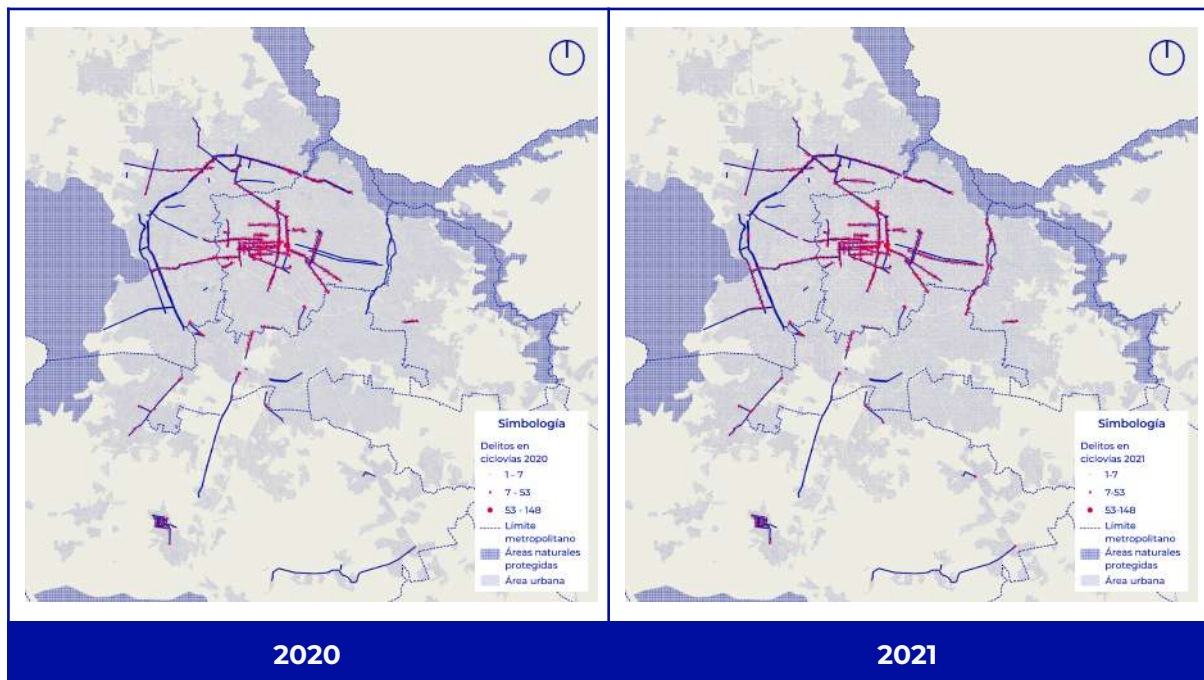 Simbología
Delitos en
ciclovías 2020
1 - 7
7 - 53
53 - 148
Límite
metropolitano
Áreas naturales
protegidas
Área urbana
2020
Simbología
Delitos en
ciclovías 2021
1-7
7-53
53-148
Límite
metropolitano
Áreas naturales
protegidas
Área urbana
2021